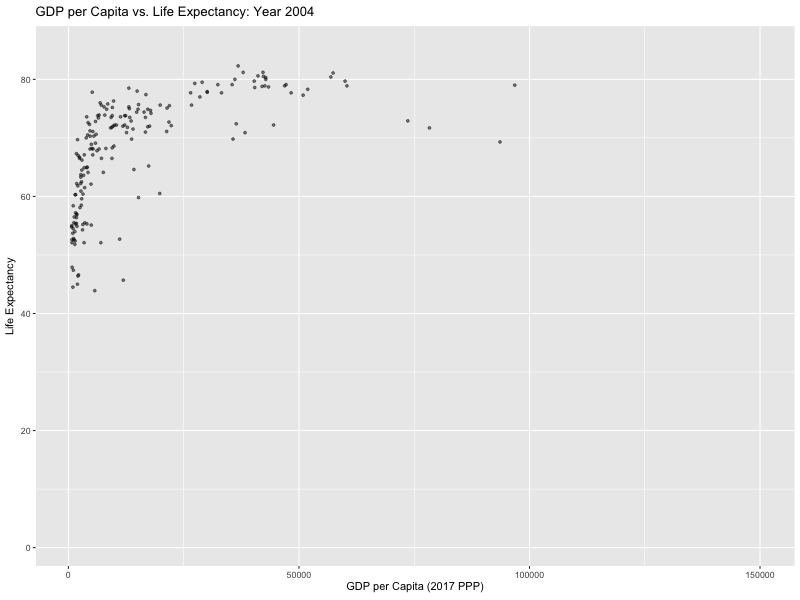 GDP per Capita vs. Life Expectancy: Year 2004
80
60
40
20
0
Life Expectancy
0 50000 100000 150000
GDP per Capita (2017 PPP)